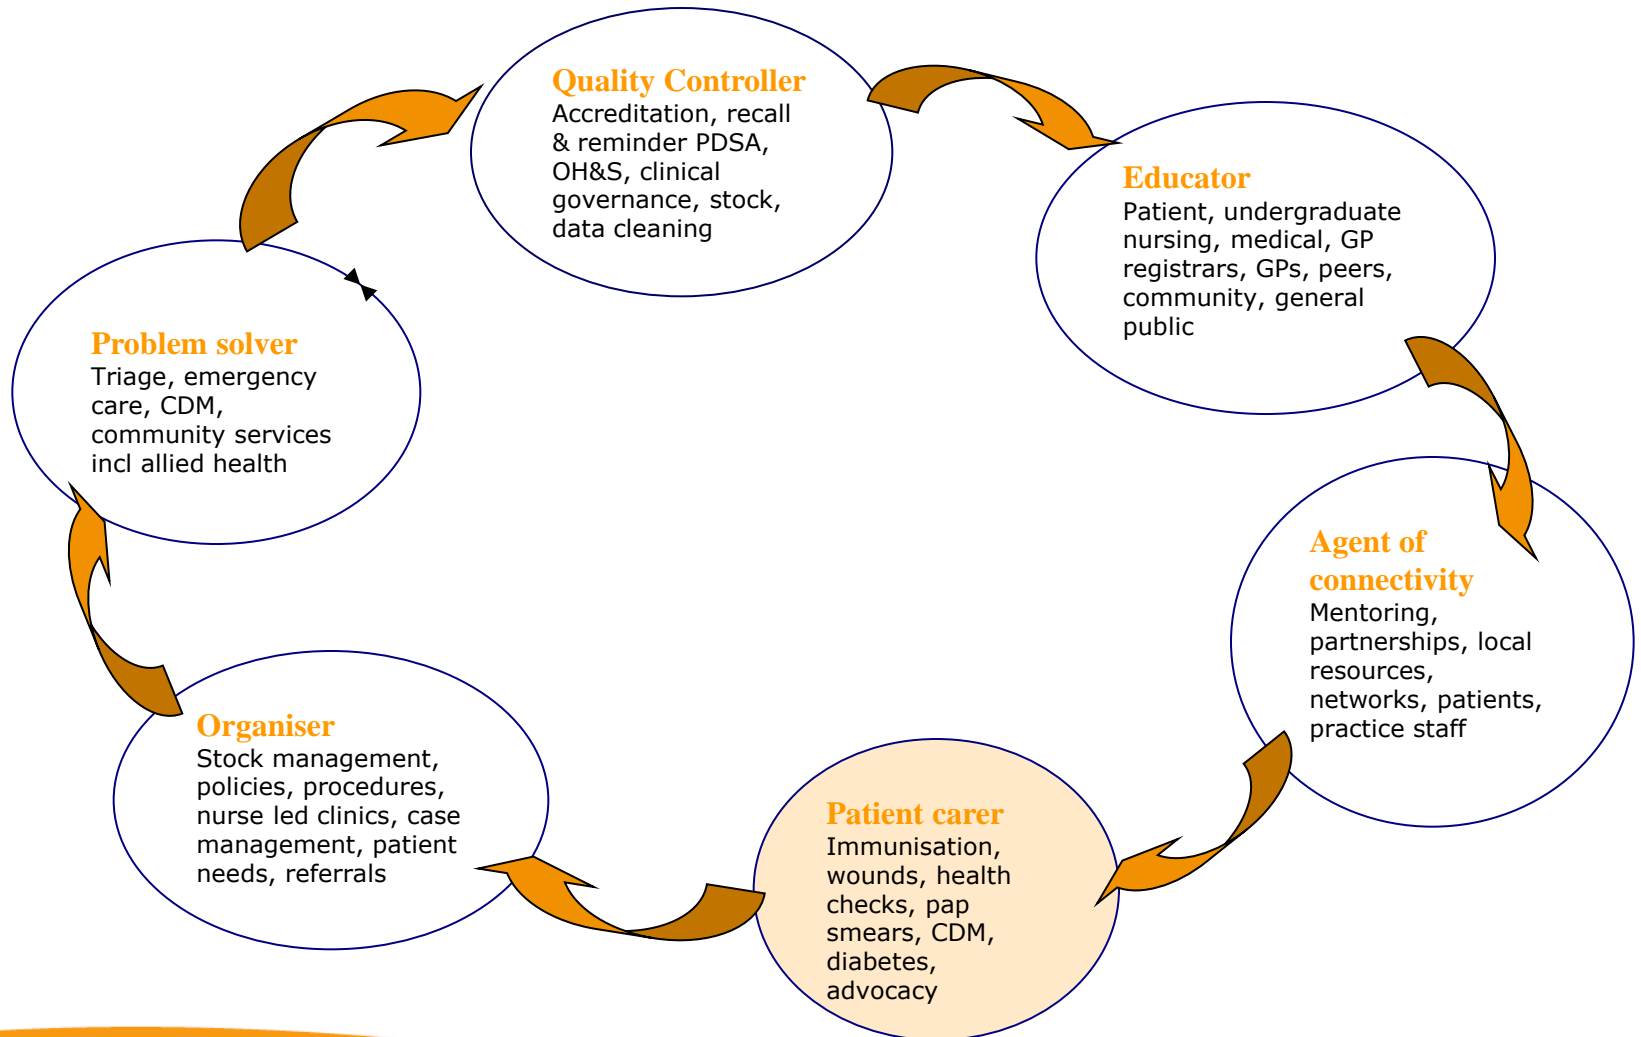 Quality Controller
Accreditation, recall
& reminder PDSA,
OH&S, clinical
governance, stock,
data cleaning
Educator
Patient, undergraduate
nursing, medical, GP
registrars, GPs, peers,
community, general
public
Agent of
connectivity
Mentoring,
partnerships, local
resources,
networks, patients,
practice staff
Patient carer
Immunisation,
wounds, health
checks, pap
smears, CDM,
diabetes,
advocacy
Organiser
Stock management,
policies, procedures,
nurse led clinics, case
management, patient
needs, referrals
Problem solver
Triage, emergency
care, CDM,
community services
incl allied health